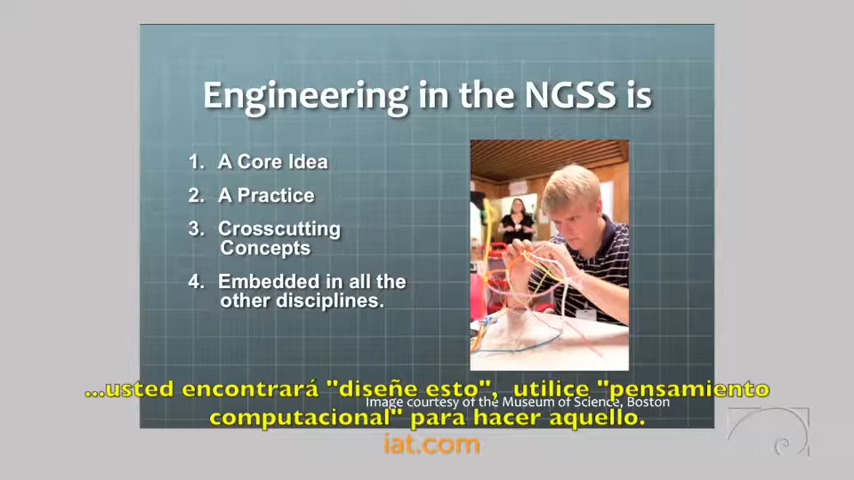 Engineering in the NGSS is
1. A Core Idea
2. A Practice
3. Crosscutting
Concepts
4. Embedded in all the
other disciplines.
Image courtesy of the Museum of Science, Boston
...usted encontrará "diseñe esto", utilice "pensamiento
computacional" para hacer aquello.
iat.com